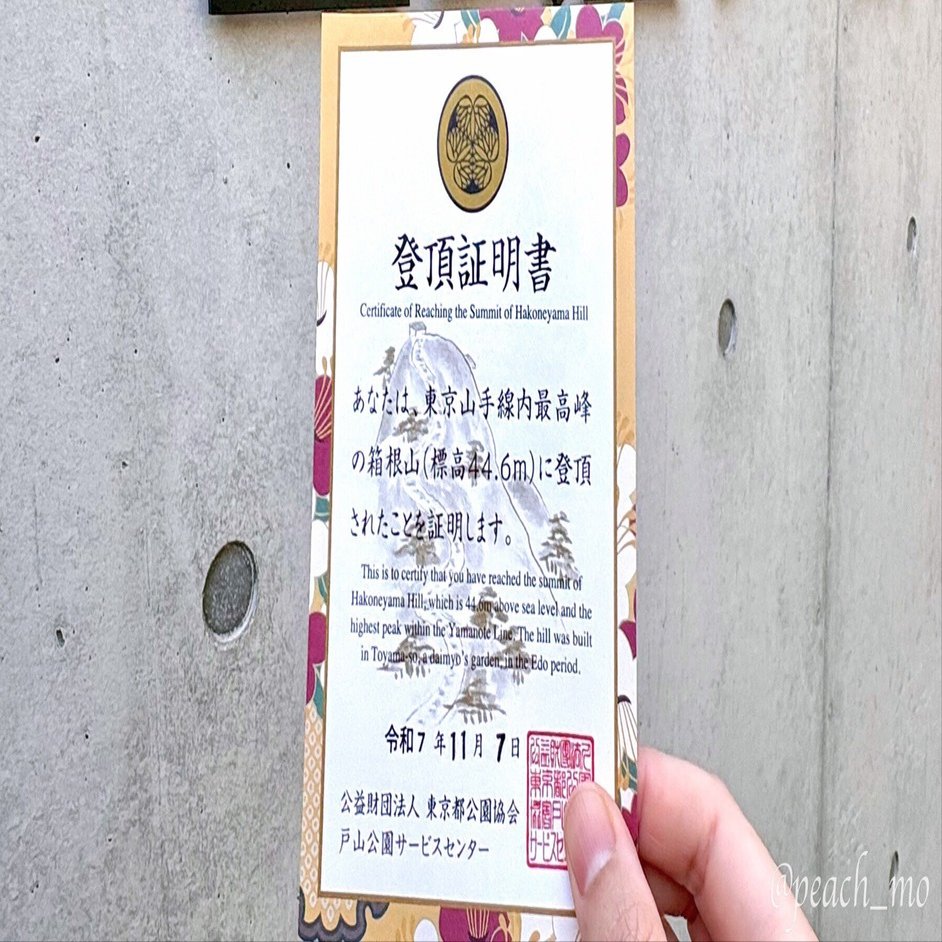 登頂証明書
Certificate of Reaching the Summit of Hakoneyama Hill
あなたは、東京山手線内最高峰
の箱根山(標高44.6m)に登頂
されたことを証明します。
This is to certify that you have reached the summit of
Hakoneyama Hill, which is 44.6m above sea level and the
highest peak within the Yamanote Line. The hill was built
in Toyama-so, a daimyo's garden, in the Edo period.
令和7年11月7日
公益財団法人 東京都公園協会
戸山公園サービスセンター
@peach_mo